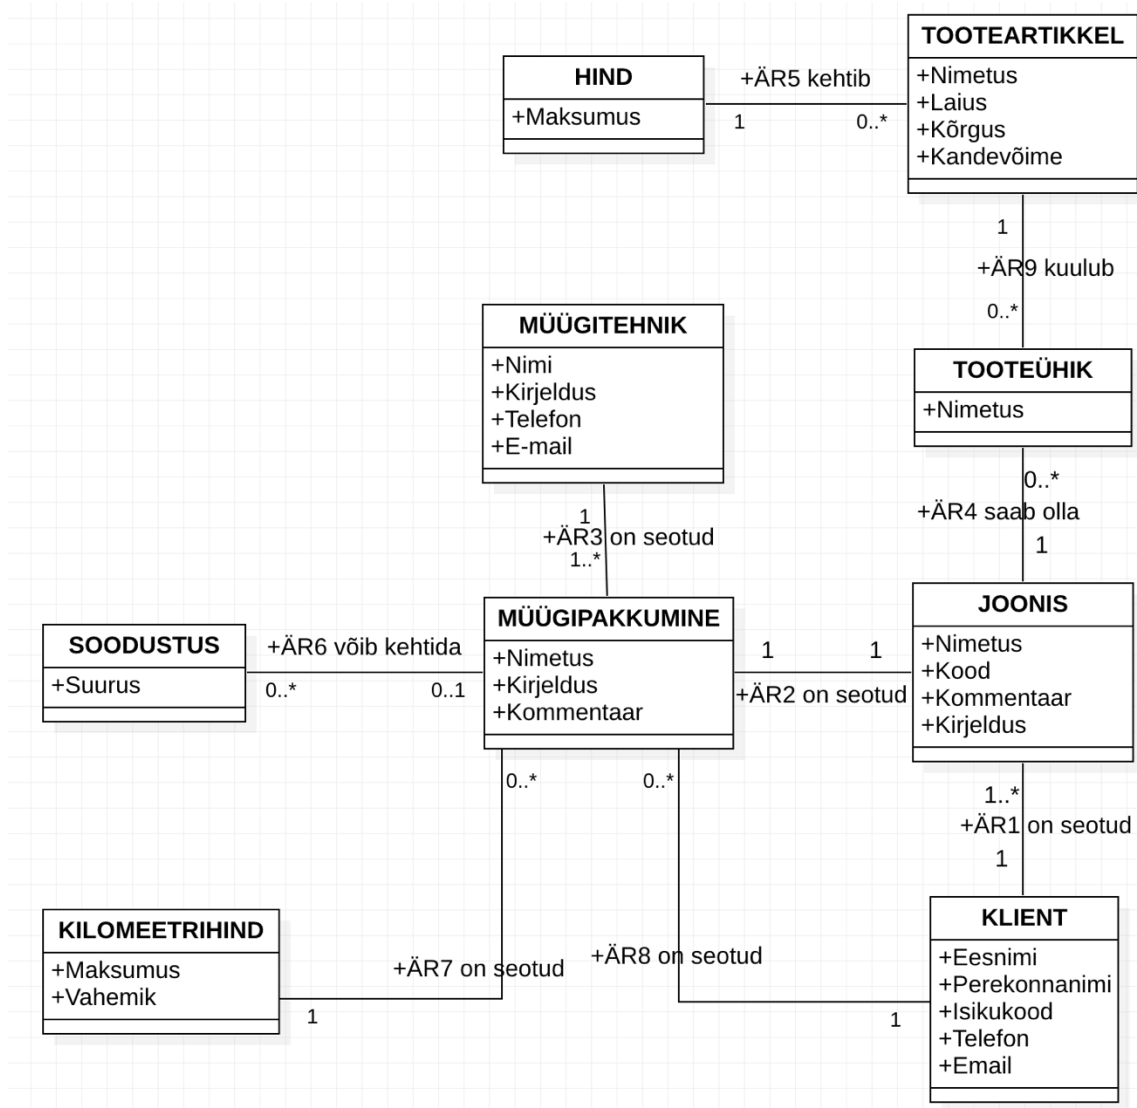 TOOTEARTIKKEL
+Nimetus
+Laius
+Kõrgus
+Kandevõime
HIND
+Maksumus
+ÄR5 kehtib
1
0..*
1
+ÄR9 kuulub
0..*
MÜÜGITEHNIK
+Nimi
+Kirjeldus
+Telefon
+E-mail
TOOTEÜHIK
+Nimetus
0..*
+ÄR4 saab olla
1
1
+ÄR3 on seotud
1..*
MÜÜGIPAKKUMINE
+Nimetus
+Kirjeldus
+Kommentaar
JOONIS
+Nimetus
+Kood
+Kommentaar
+Kirjeldus
SOODUSTUS
+Suurus
+ÄR6 võib kehtida
0..*
0..1
1
1
+ÄR2 on seotud
0..*
0..*
1..*
+ÄR1 on seotud
1
KILOMEETRIHIND
+Maksumus
+Vahemik
+ÄR7 on seotud
1
+ÄR8 on seotud
1
KLIENT
+Eesnimi
+Perekonnanimi
+Isikukood
+Telefon
+Email